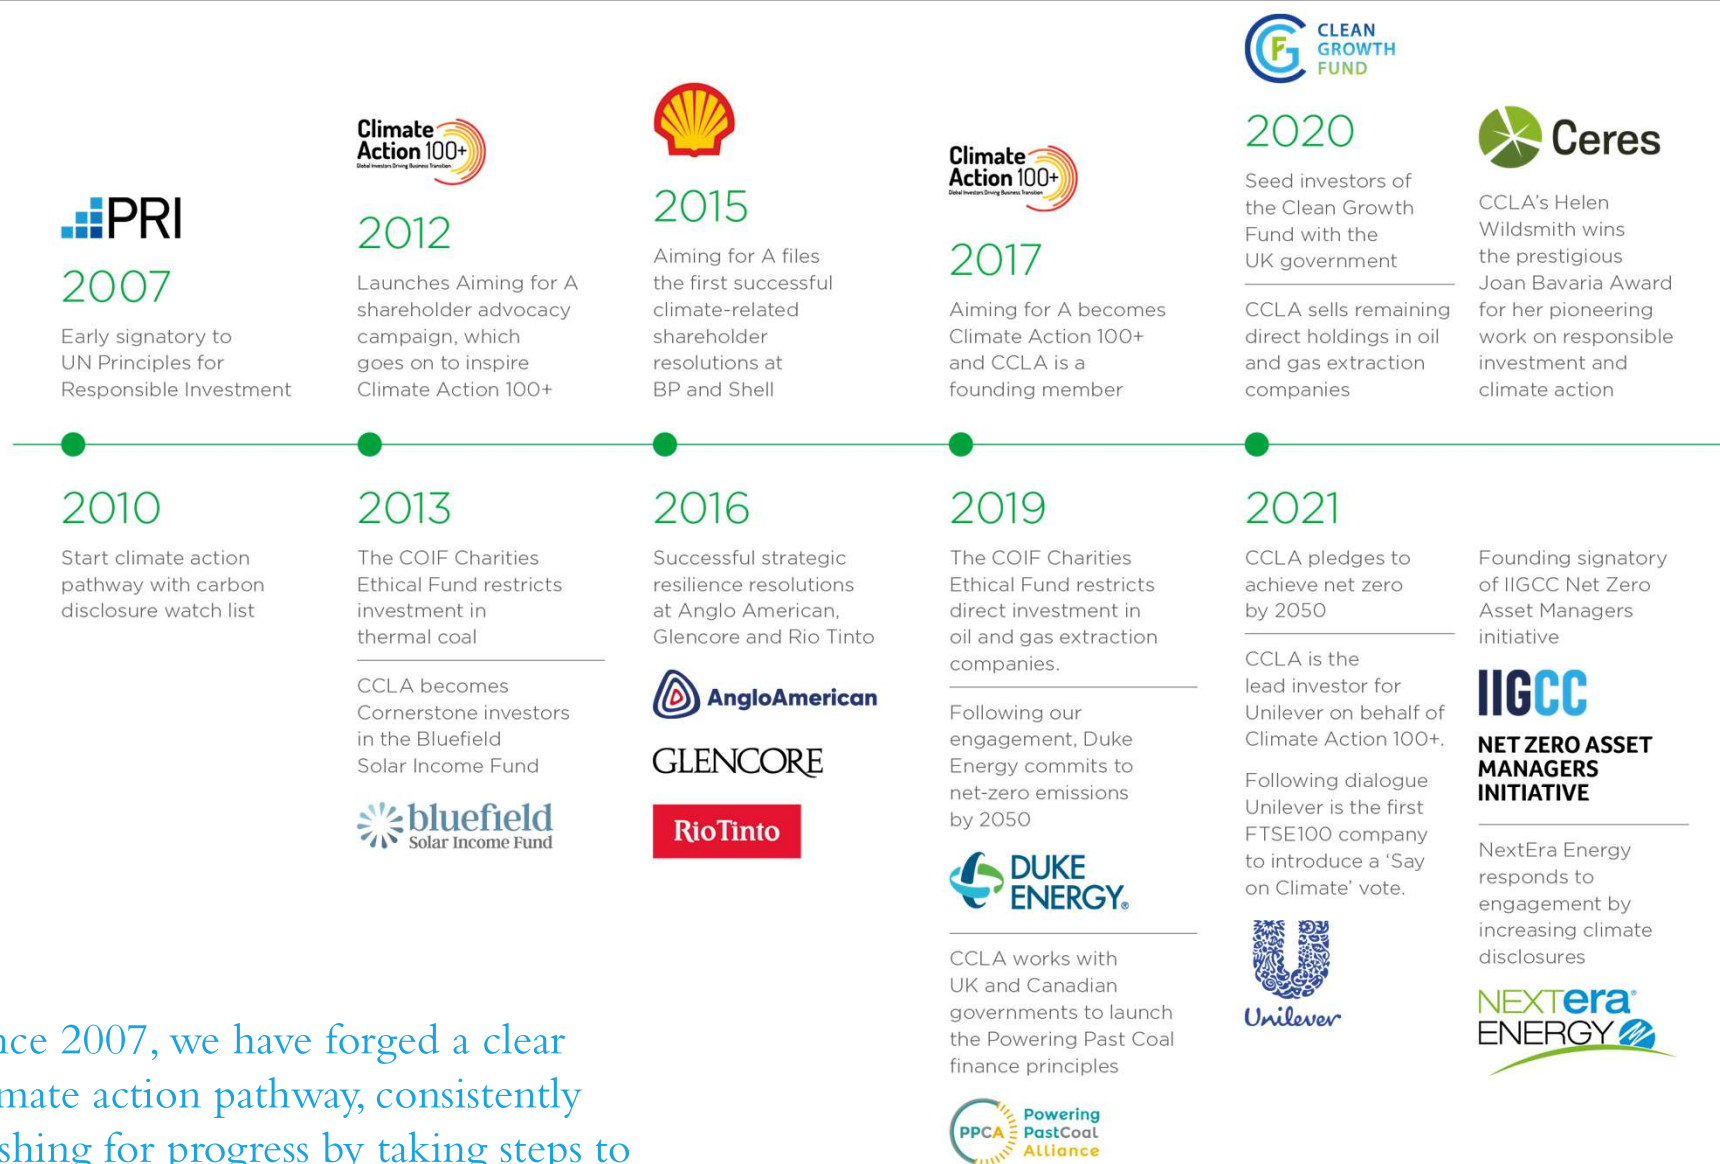 PRI
2007
Early signatory to
UN Principles for
Responsible Investment
Climate
Action 100+
Global Investors Driving Business Transition
2012
Launches Aiming for A
shareholder advocacy
campaign, which
goes on to inspire
Climate Action 100+
2015
Aiming for A files
the first successful
climate-related
shareholder
resolutions at
BP and Shell
Climate
Action 100+
Global Investors Driving Business Transition
2017
Aiming for A becomes
Climate Action 100+
and CCLA is a
founding member
CGF
CLEAN
GROWTH
FUND
2020
Seed investors of
the Clean Growth
Fund with the
UK government
CCLA sells remaining
direct holdings in oil
and gas extraction
companies
Ceres
CCLA’s Helen
Wildsmith wins
the prestigious
Joan Bavaria Award
for her pioneering
work on responsible
investment and
climate action
2010
Start climate action
pathway with carbon
disclosure watch list
2013
The COIF Charities
Ethical Fund restricts
investment in
thermal coal
CCLA becomes
Cornerstone investors
in the Bluefield
Solar Income Fund
bluefield
Solar Income Fund
2016
Successful strategic
resilience resolutions
at Anglo American,
Glencore and Rio Tinto
AngloAmerican
GLENCORE
RioTinto
2019
The COIF Charities
Ethical Fund restricts
direct investment in
oil and gas extraction
companies.
Following our
engagement, Duke
Energy commits to
net-zero emissions
by 2050
DUKE
ENERGY®
CCLA works with
UK and Canadian
governments to launch
the Powering Past Coal
finance principles
PPCA
Powering
PastCoal
Alliance
2021
CCLA pledges to
achieve net zero
by 2050
CCLA is the
lead investor for
Unilever on behalf of
Climate Action 100+.
Following dialogue
Unilever is the first
FTSE100 company
to introduce a ‘Say
on Climate’ vote.
Unilever
Founding signatory
of IIGCC Net Zero
Asset Managers
initiative
IIGCC
NET ZERO ASSET
MANAGERS
INITIATIVE
NextEra Energy
responds to
engagement by
increasing climate
disclosures
NEXTera®
ENERGY
nce 2007, we have forged a clear
mate action pathway, consistently
shing for progress by taking steps to